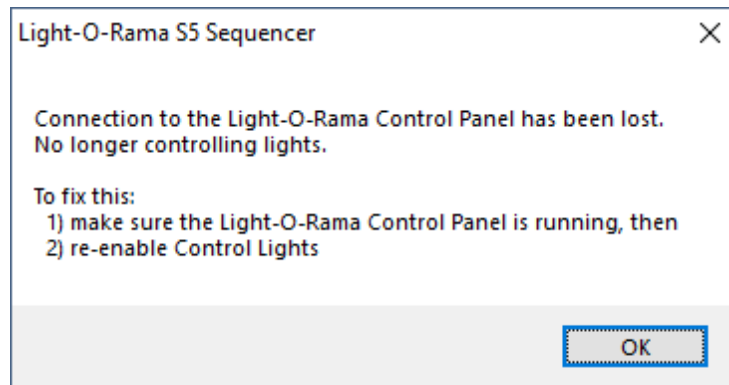 Light-O-Rama S5 Sequencer
Connection to the Light-O-Rama Control Panel has been lost.
No longer controlling lights.
To fix this:
1) make sure the Light-O-Rama Control Panel is running, then
2) re-enable Control Lights
OK